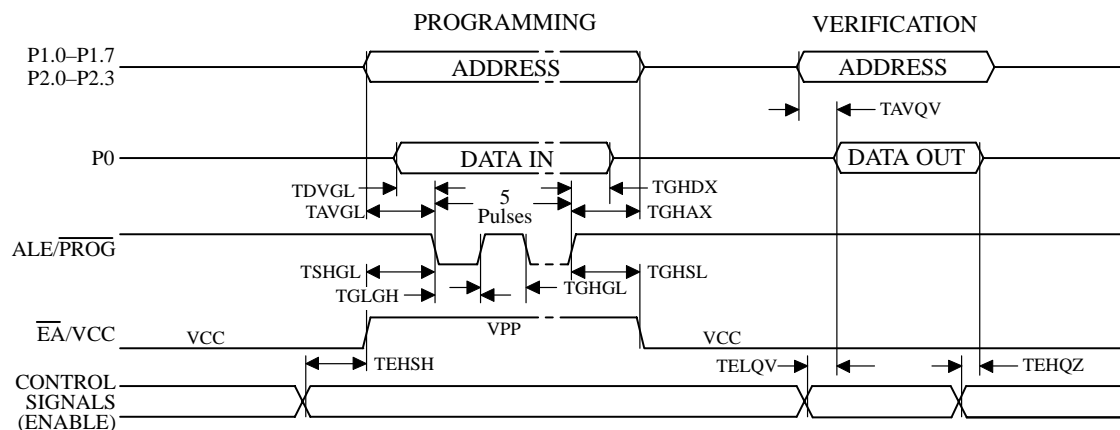 PROGRAMMING
VERIFICATION
P1.0–P1.7
P2.0–P2.3
ADDRESS
ADDRESS
TAVQV
P0
DATA IN
DATA OUT
TDVGL
5
Pulses
TGHDX
TAVGL
TGHAX
ALE/PROG
TSHGL
TGHSL
TGLGH
TGHGL
EA/VCC
VCC
VPP
VCC
TEHSH
TELQV
TEHQZ
CONTROL
SIGNALS
(ENABLE)